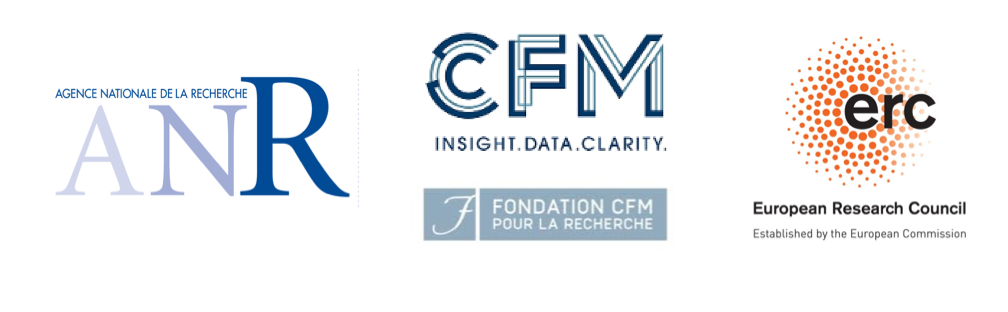 AGENCE NATIONALE DE LA RECHERCHE
ANR
CFM
INSIGHT.DATA.CLARITY.
F FONDATION CFM
POUR LA RECHERCHE
erc
European Research Council
Established by the European Commission